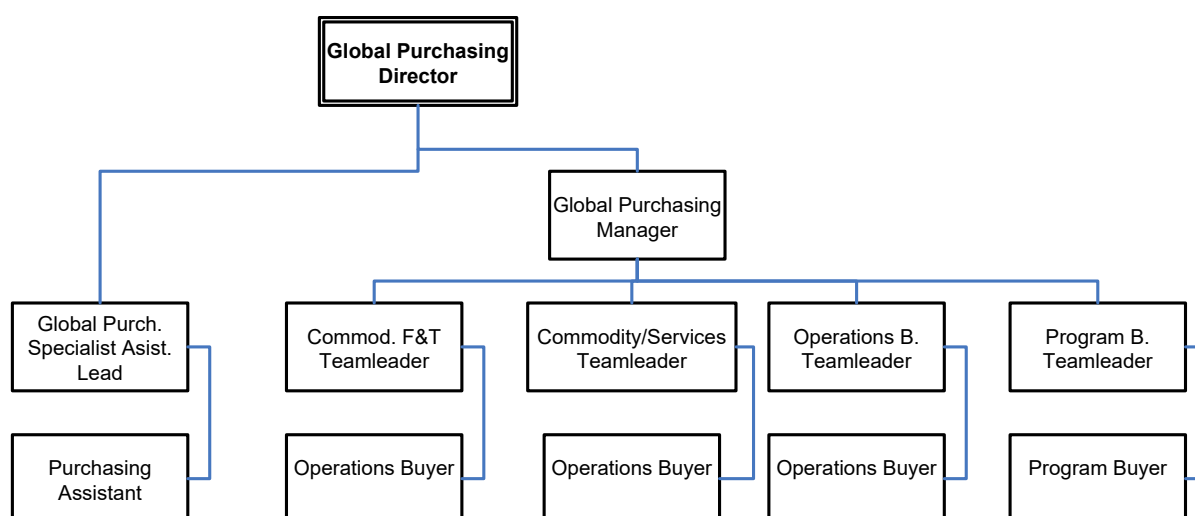 Global Purchasing
Director
Global Purchasing
Manager
Global Purch.
Specialist Asist.
Lead
Commod. F&T
Teamleader
Commodity/Services
Teamleader
Operations B.
Teamleader
Program B.
Teamleader
Purchasing
Assistant
Operations Buyer
Operations Buyer
Operations Buyer
Program Buyer